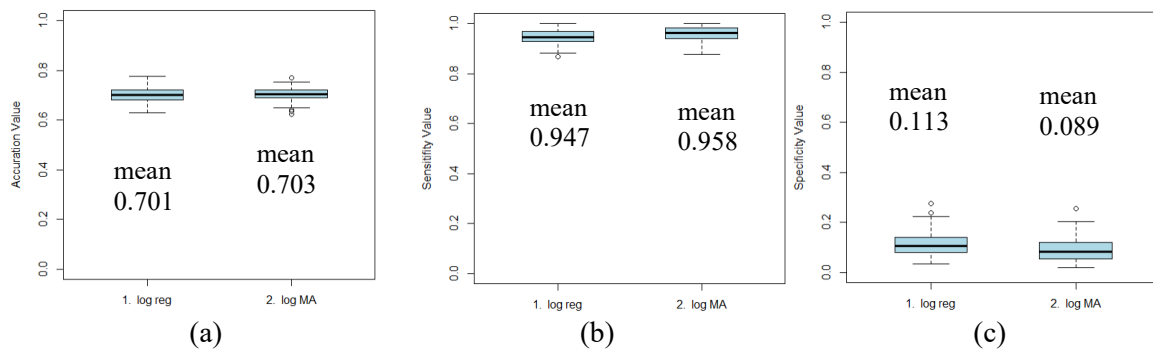 Accuration Value
0.0
0.2
0.4
0.6
0.8
1.0
mean
0.701
mean
0.703
1. log reg
2. log MA
(a)
Sensitifity Value
0.0
0.2
0.4
0.6
0.8
1.0
mean
0.947
mean
0.958
1. log reg
2. log MA
(b)
Specificity Value
0.0
0.2
0.4
0.6
0.8
1.0
mean
0.113
mean
0.089
1. log reg
2. log MA
(c)